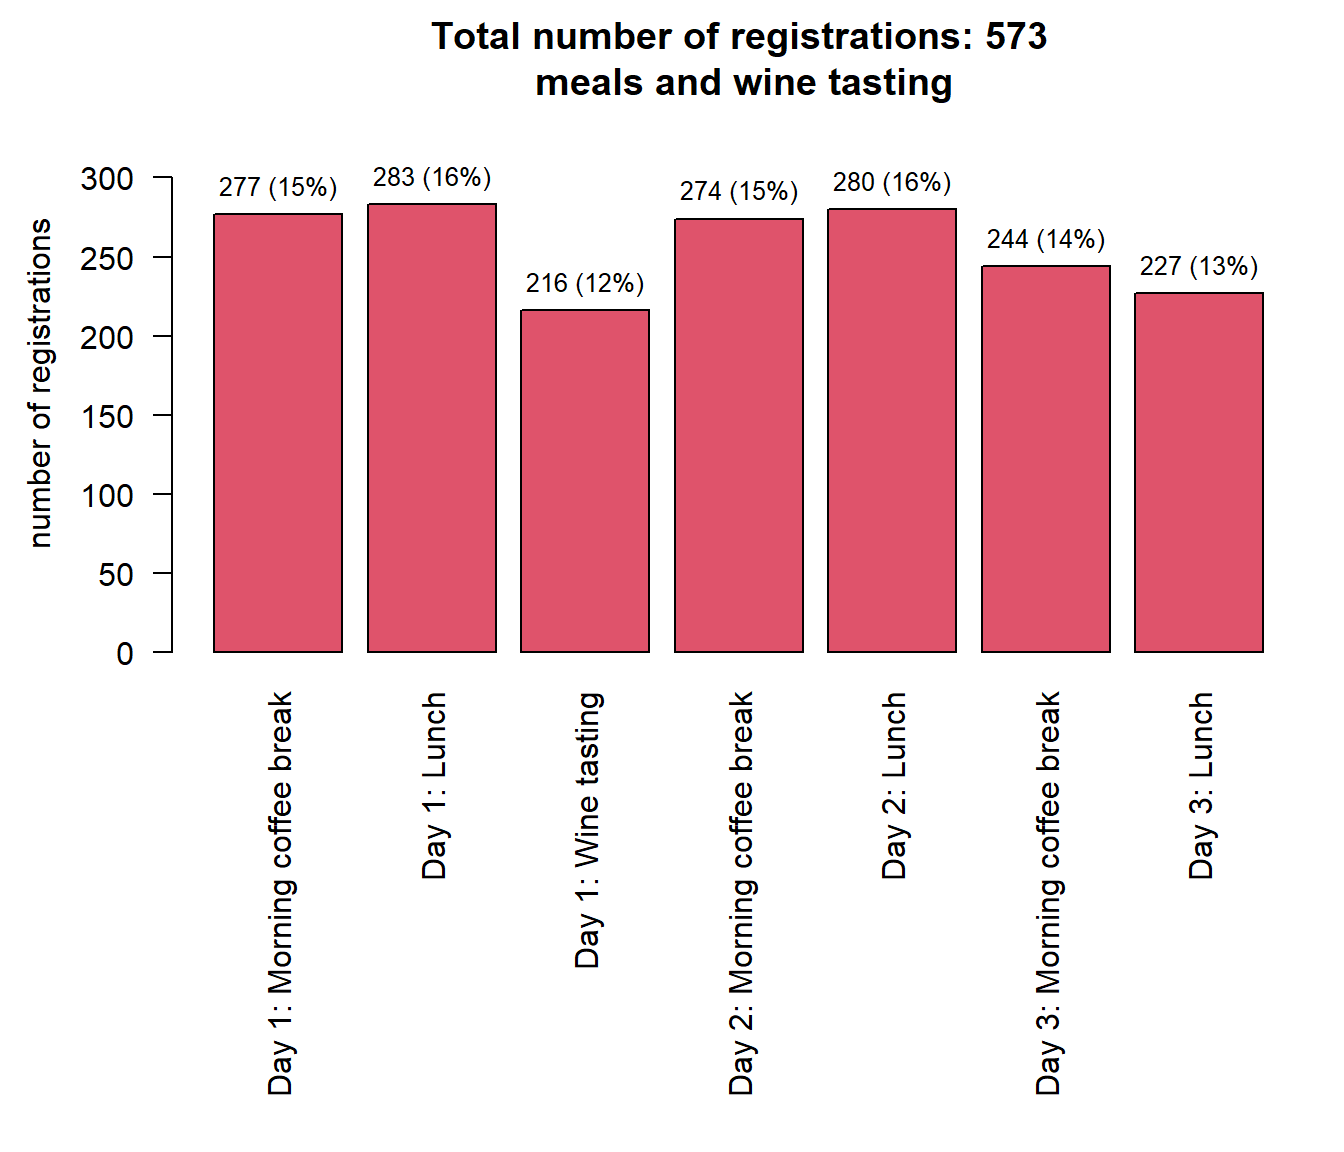 Total number of registrations: 573
meals and wine tasting
number of registrations
300
250
200
150
100
50
0
277 (15%)
283 (16%)
216 (12%)
274 (15%)
280 (16%)
244 (14%)
227 (13%)
Day 1: Morning coffee break
Day 1: Lunch
Day 1: Wine tasting
Day 2: Morning coffee break
Day 2: Lunch
Day 3: Morning coffee break
Day 3: Lunch